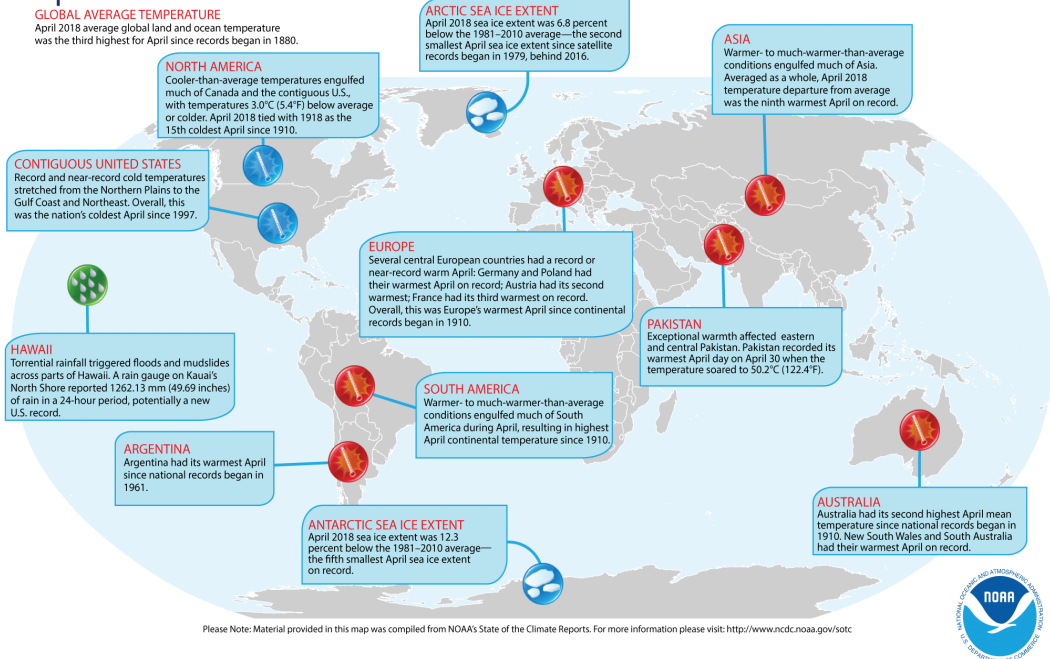 GLOBAL AVERAGE TEMPERATURE
April 2018 average global land and ocean temperature
was the third highest for April since records began in 1880.
ARCTIC SEA ICE EXTENT
April 2018 sea ice extent was 6.8 percent
below the 1981–2010 average—the second
smallest April sea ice extent since satellite
records began in 1979, behind 2016.
ASIA
Warmer- to much-warmer-than-average
conditions engulfed much of Asia.
Averaged as a whole, April 2018
temperature departure from average
was the ninth warmest April on record.
NORTH AMERICA
Cooler-than-average temperatures engulfed
much of Canada and the contiguous U.S.,
with temperatures 3.0°C (5.4°F) below average
or colder. April 2018 tied with 1918 as the
15th coldest April since 1910.
CONTIGUOUS UNITED STATES
Record and near-record cold temperatures
stretched from the Northern Plains to the
Gulf Coast and Northeast. Overall, this
was the nation's coldest April since 1997.
EUROPE
Several central European countries had a record or
near-record warm April: Germany and Poland had
their warmest April on record; Austria had its second
warmest; France had its third warmest on record.
Overall, this was Europe's warmest April since continental
records began in 1910.
PAKISTAN
Exceptional warmth affected eastern
and central Pakistan. Pakistan recorded its
warmest April day on April 30 when the
temperature soared to 50.2°C (122.4°F).
HAWAII
Torrential rainfall triggered floods and mudslides
across parts of Hawaii. A rain gauge on Kauai's
North Shore reported 1262.13 mm (49.69 inches)
of rain in a 24-hour period, potentially a new
U.S. record.
SOUTH AMERICA
Warmer- to much-warmer-than-average
conditions engulfed much of South
America during April, resulting in highest
April continental temperature since 1910.
ARGENTINA
Argentina had its warmest April
since national records began in
1961.
AUSTRALIA
Australia had its second highest April mean
temperature since national records began in
1910. New South Wales and South Australia
had their warmest April on record.
ANTARCTIC SEA ICE EXTENT
April 2018 sea ice extent was 12.3
percent below the 1981–2010 average—
the fifth smallest April sea ice extent
on record.
NATIONAL OCEANIC AND ATMOSPHERIC ADMINISTRATION
NOAA
U.S. DEPARTMENT OF COMMERCE
Please Note: Material provided in this map was compiled from NOAA's State of the Climate Reports. For more information please visit: http://www.ncdc.noaa.gov/sotc